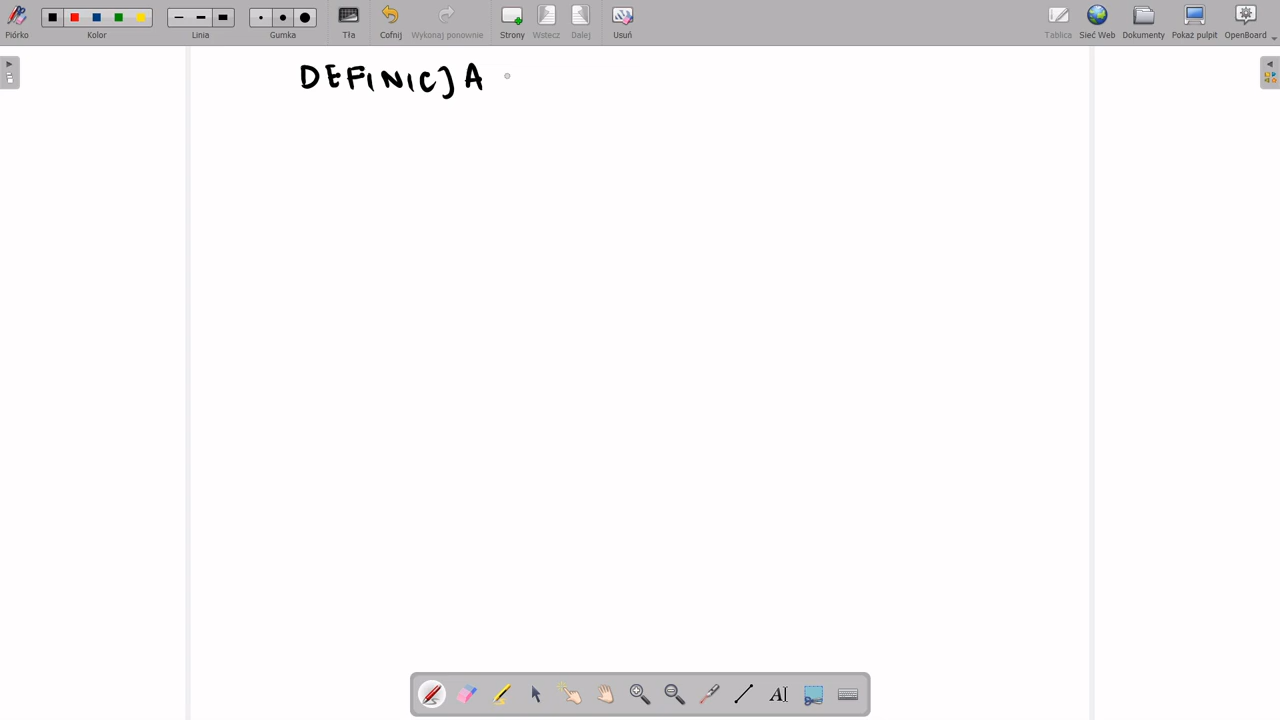 Piórko
Kolor
Linia
Gumka
Tła
Cofnij
Wykonaj ponownie
Strony
Wstecz
Dalej
Usuń
Tablica
Sieć Web
Dokumenty
Pokaż pulpit
OpenBoard
DEFINICJA
AI